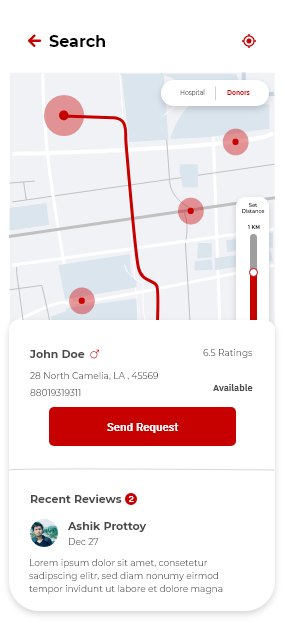 Search
Hospital
Donors
Set
Distance
1 KM
John Doe
6.5 Ratings
28 North Camelia, LA , 45569
88019319311
Available
Send Request
Recent Reviews 2
Ashik Prottoy
Dec 27
Lorem ipsum dolor sit amet, consetetur
sadipscing elitr, sed diam nonumy eirmod
tempor invidunt ut labore et dolore magna